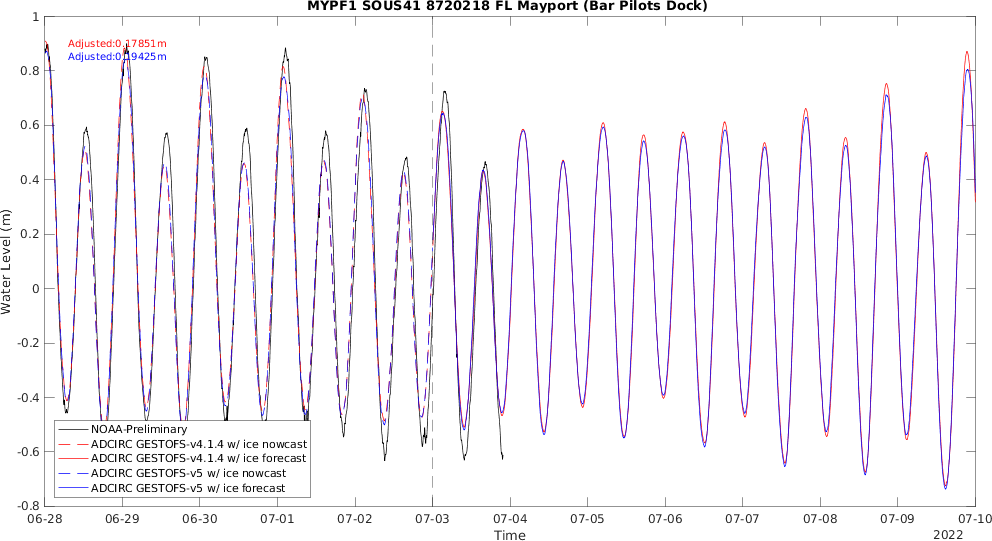 MYPF1 SOUS41 8720218 FL Mayport (Bar Pilots Dock)
Adjusted:0.17851m
Adjusted:0.19425m
1
0.8
0.6
0.4
0.2
0
-0.2
-0.4
-0.6
-0.8
Water Level (m)
NOAA-Preliminary
ADCIRC GESTOFS-v4.1.4 w/ ice nowcast
ADCIRC GESTOFS-v4.1.4 w/ ice forecast
ADCIRC GESTOFS-v5 w/ ice nowcast
ADCIRC GESTOFS-v5 w/ ice forecast
06-28 06-29 06-30 07-01 07-02 07-03 07-04 07-05 07-06 07-07 07-08 07-09 07-10
Time
2022